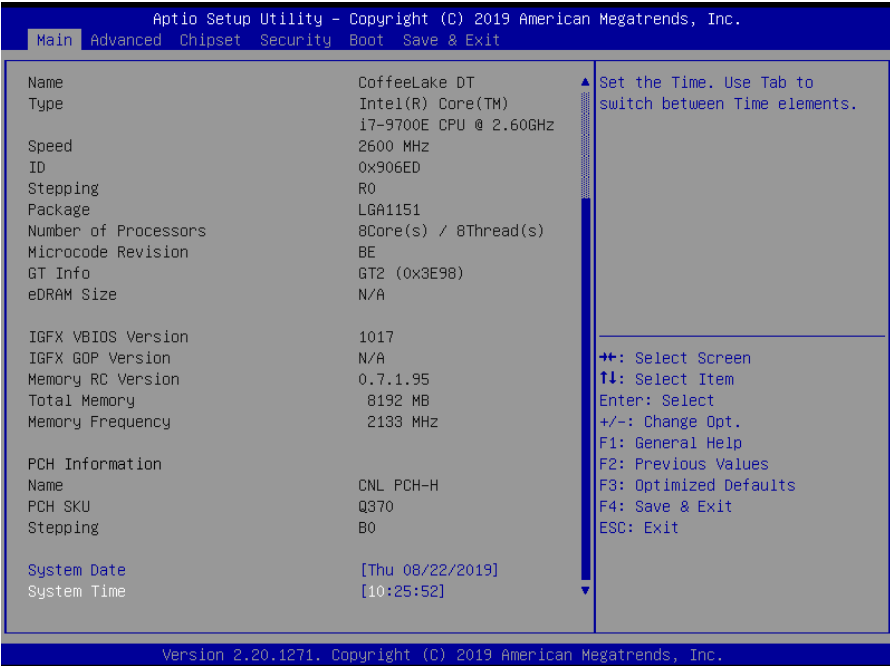 Aptio Setup Utility – Copyright (C) 2019 American Megatrends, Inc.
Main Advanced Chipset Security Boot Save & Exit
Name CoffeeLake DT
Type Intel(R) Core(TM)
i7-9700E CPU @ 2.60GHz
Speed 2600 MHz
ID 0x906ED
Stepping R0
Package LGA1151
Number of Processors 8Core(s) / 8Thread(s)
Microcode Revision BE
GT Info GT2 (0x3E98)
eDRAM Size N/A
IGFX VBIOS Version 1017
IGFX GOP Version N/A
Memory RC Version 0.7.1.95
Total Memory 8192 MB
Memory Frequency 2133 MHz
PCH Information
Name CNL PCH-H
PCH SKU Q370
Stepping B0
System Date [Thu 08/22/2019]
System Time [10:25:52]
Set the Time. Use Tab to
switch between Time elements.
→←: Select Screen
↑↓: Select Item
Enter: Select
+/-: Change Opt.
F1: General Help
F2: Previous Values
F3: Optimized Defaults
F4: Save & Exit
ESC: Exit
Version 2.20.1271. Copyright (C) 2019 American Megatrends, Inc.